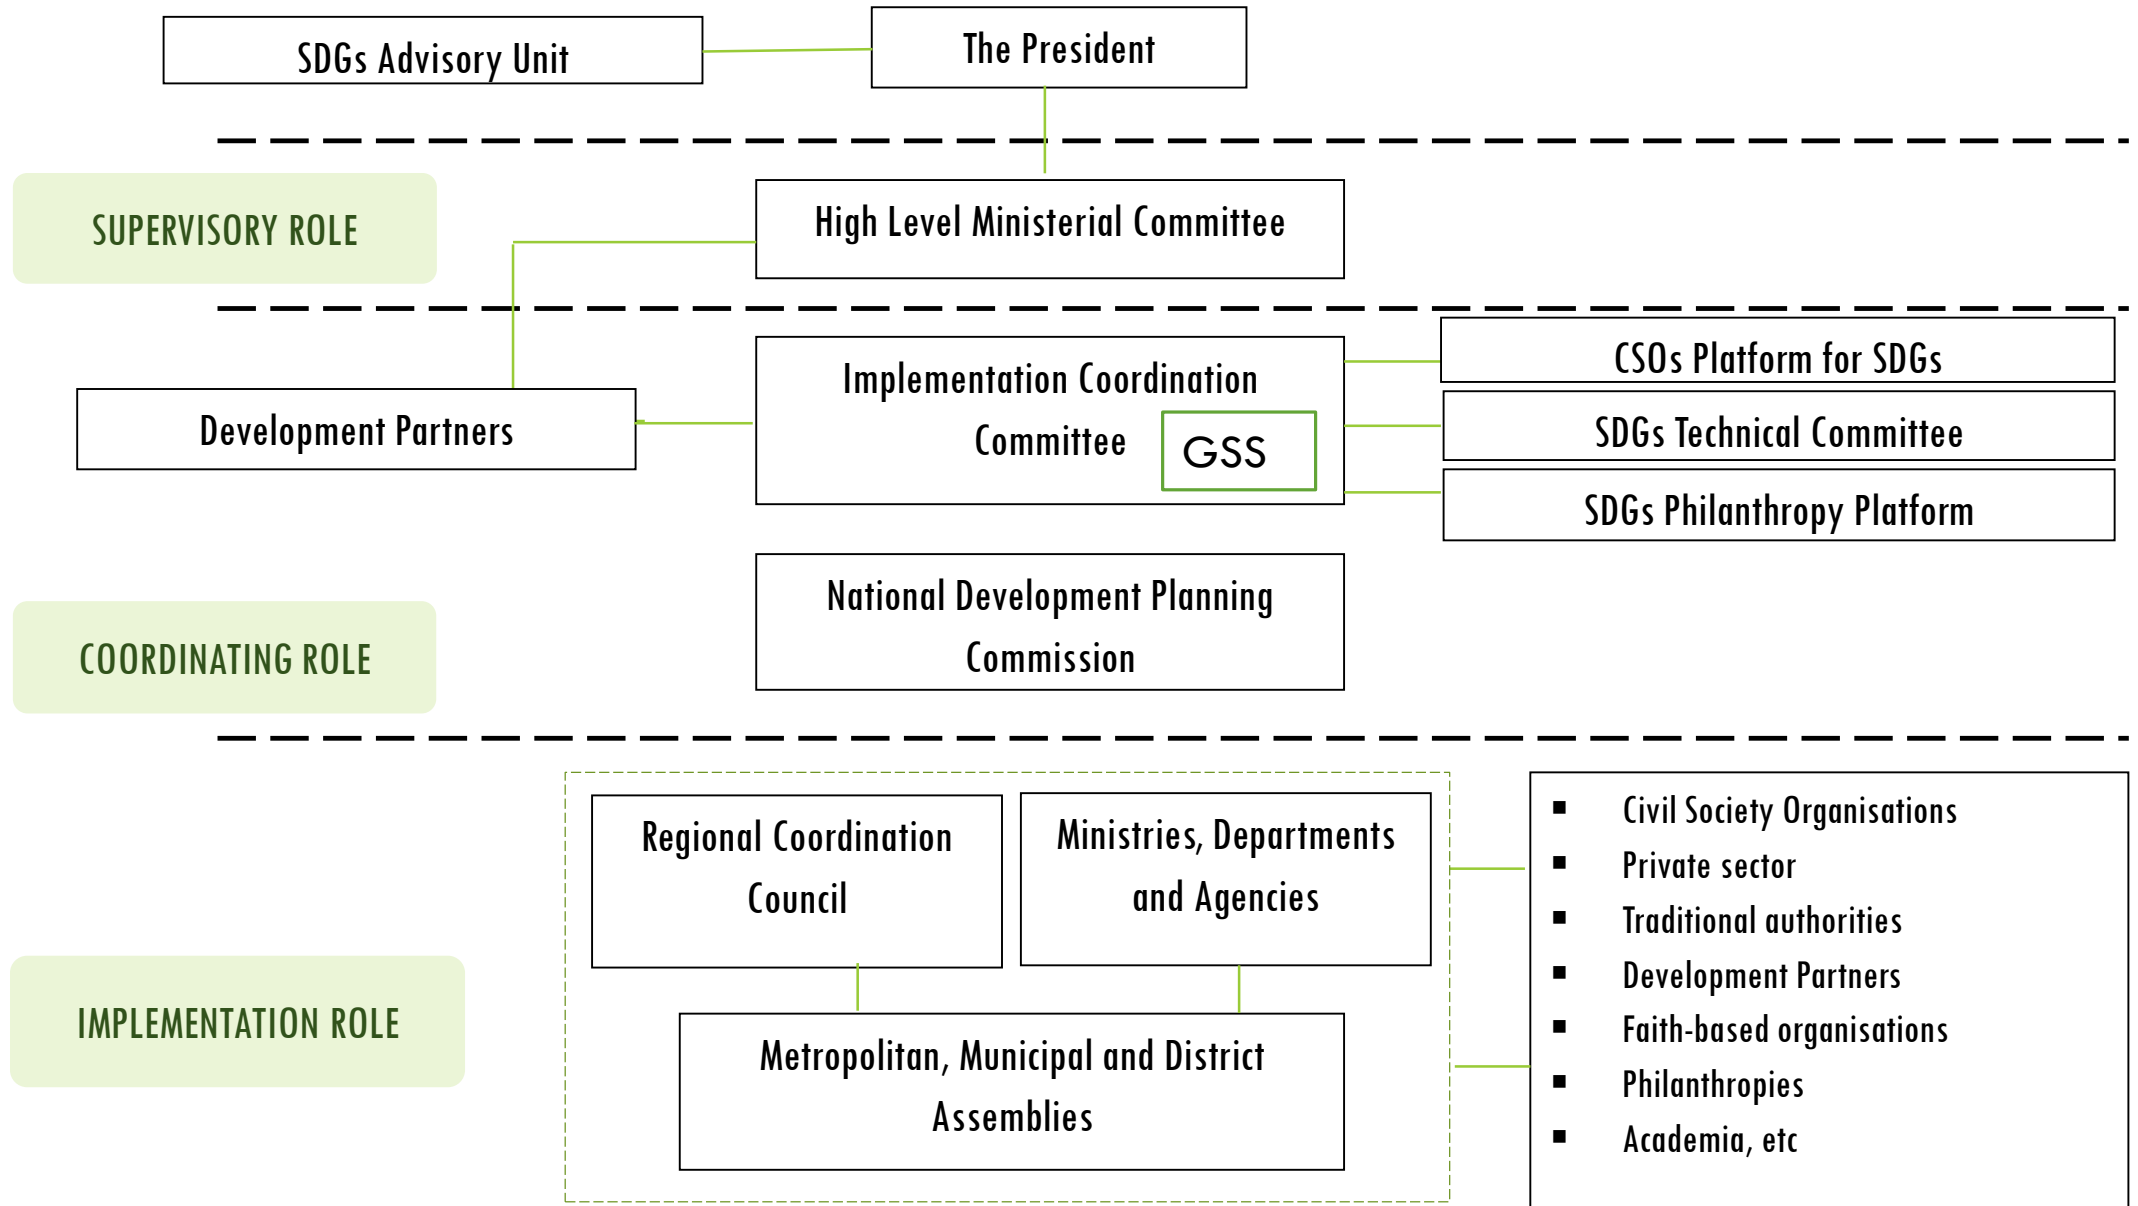 SDGs Advisory Unit
The President
SUPERVISORY ROLE
High Level Ministerial Committee
Development Partners
Implementation Coordination
Committee
GSS
CSOs Platform for SDGs
SDGs Technical Committee
SDGs Philanthropy Platform
COORDINATING ROLE
National Development Planning
Commission
IMPLEMENTATION ROLE
Regional Coordination
Council
Ministries, Departments
and Agencies
Metropolitan, Municipal and District
Assemblies
▪ Civil Society Organisations
▪ Private sector
▪ Traditional authorities
▪ Development Partners
▪ Faith-based organisations
▪ Philanthropies
▪ Academia, etc